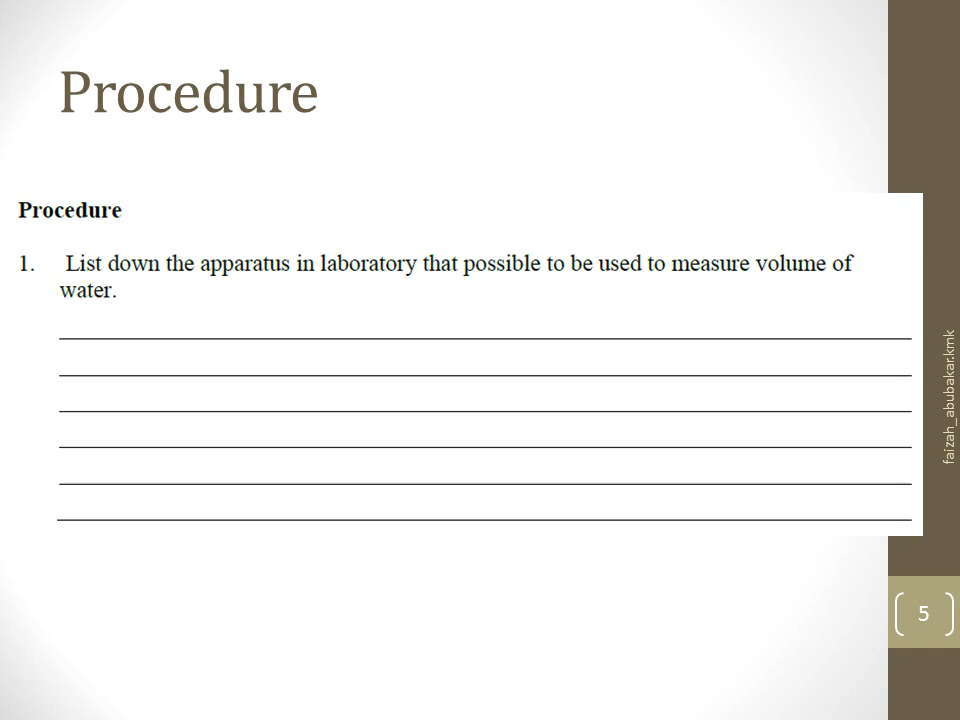 Procedure
Procedure
1. List down the apparatus in laboratory that possible to be used to measure volume of
water.
faizah_abubakar.kmk
5